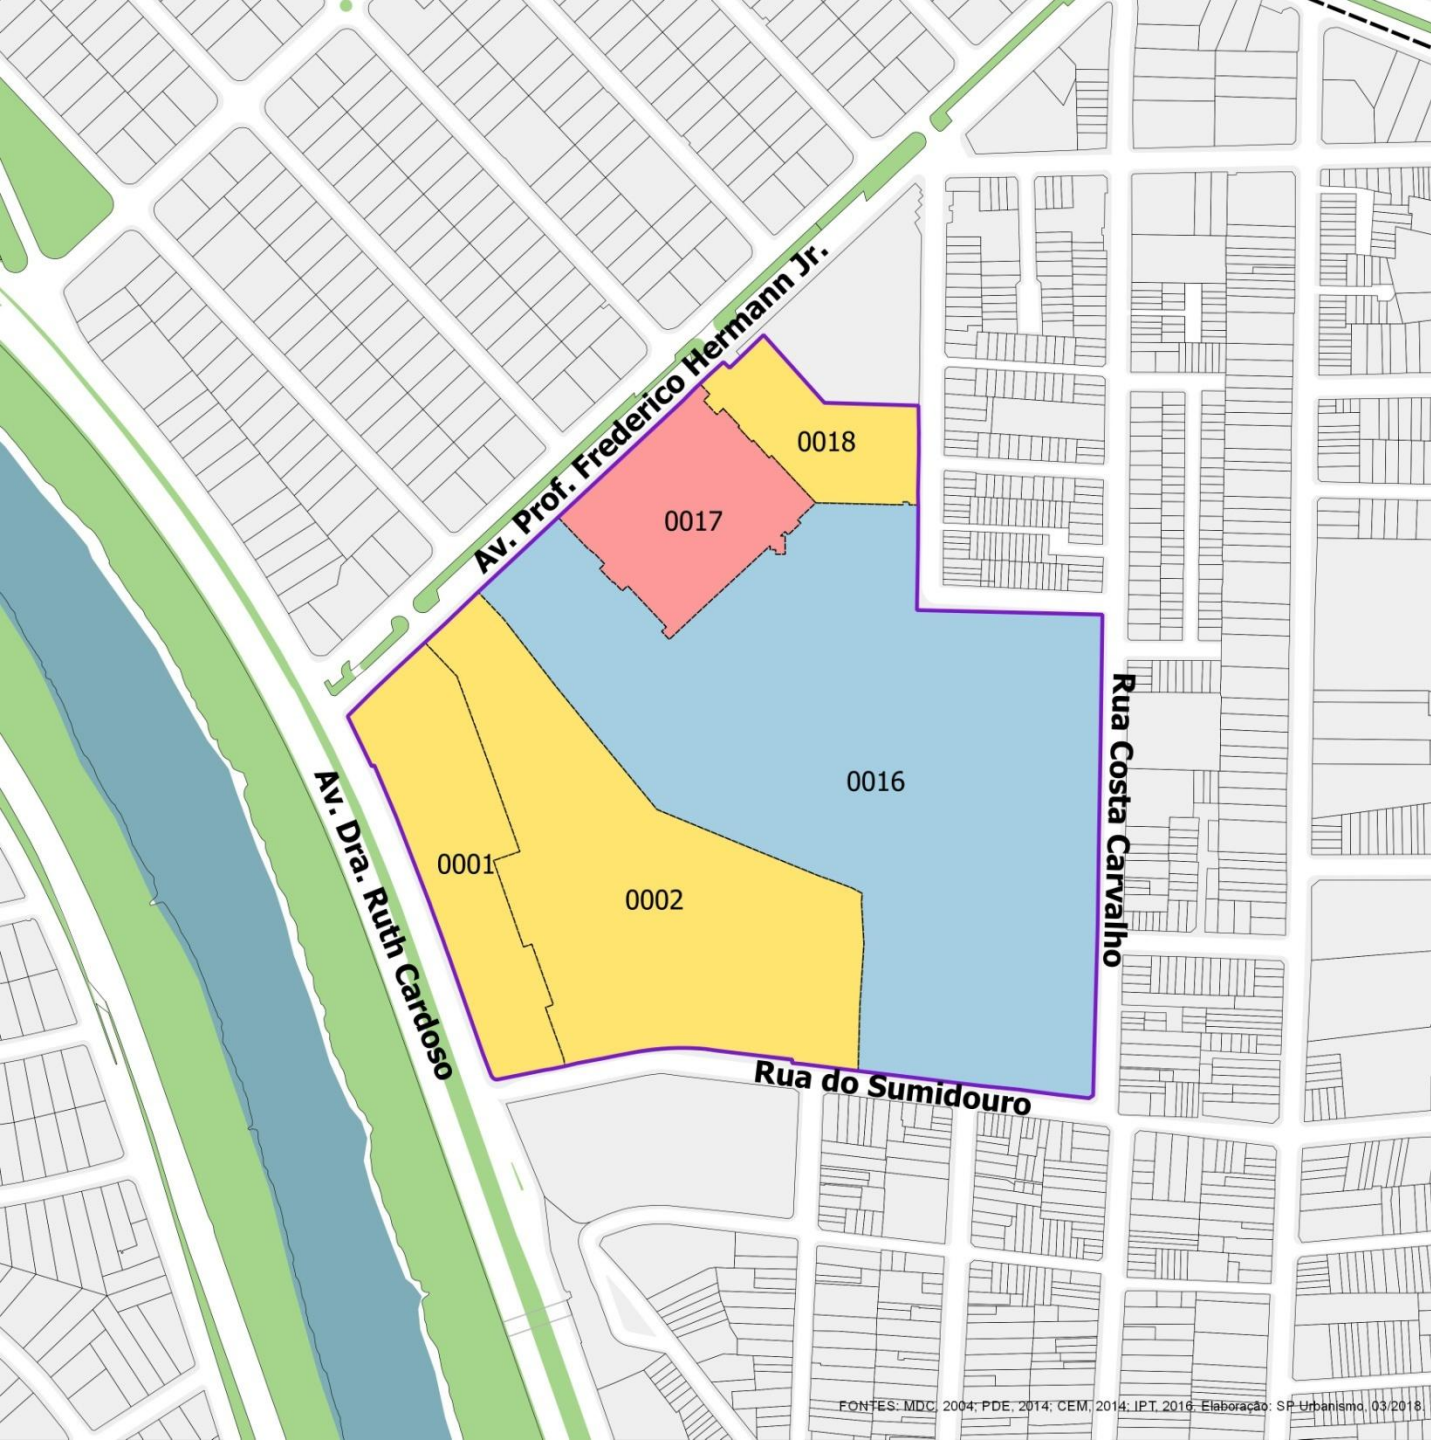 Av. Prof. Frederico Hermann Jr.
0018
0017
0016
0001
0002
Rua Costa Carvalho
Av. Dra. Ruth Cardoso
Rua do Sumidouro
FONTES: MDC, 2004; PDE, 2014; CEM, 2014; IPT, 2016. Elaboração: SP Urbanismo, 03/2018.